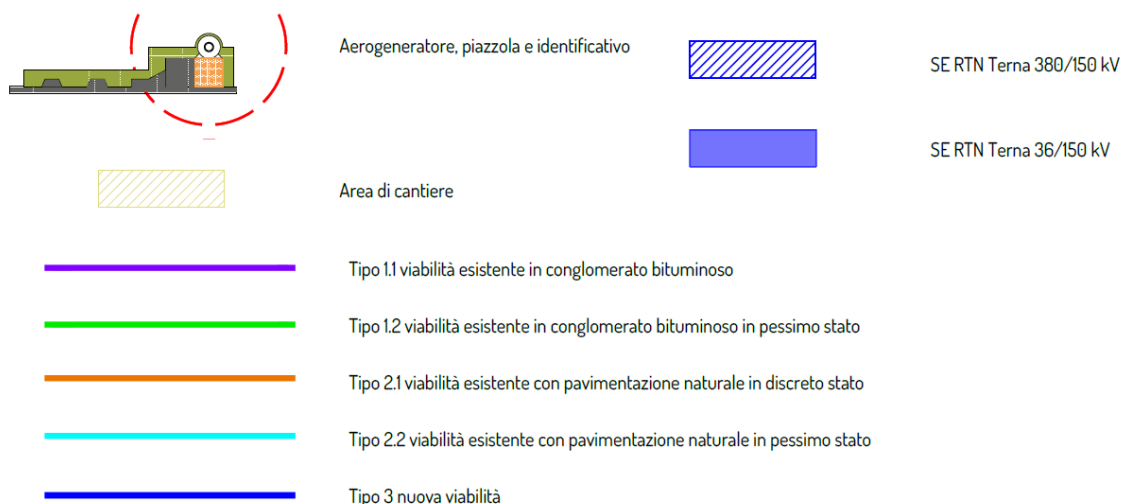 Aerogeneratore, piazzola e identificativo
SE RTN Terna 380/150 kV
SE RTN Terna 36/150 kV
Area di cantiere
Tipo 1.1 viabilità esistente in conglomerato bituminoso
Tipo 1.2 viabilità esistente in conglomerato bituminoso in pessimo stato
Tipo 2.1 viabilità esistente con pavimentazione naturale in discreto stato
Tipo 2.2 viabilità esistente con pavimentazione naturale in pessimo stato
Tipo 3 nuova viabilità